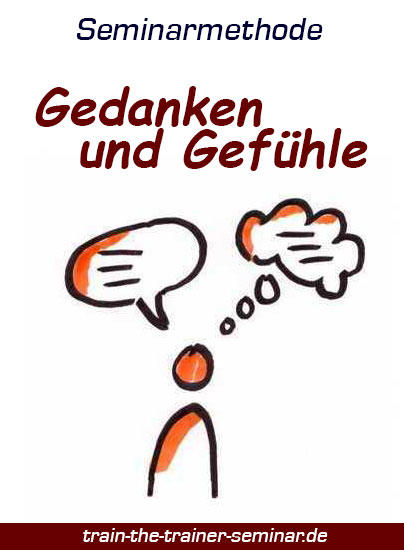 Seminarmethode
Gedanken
und Gefühle
train-the-trainer-seminar.de